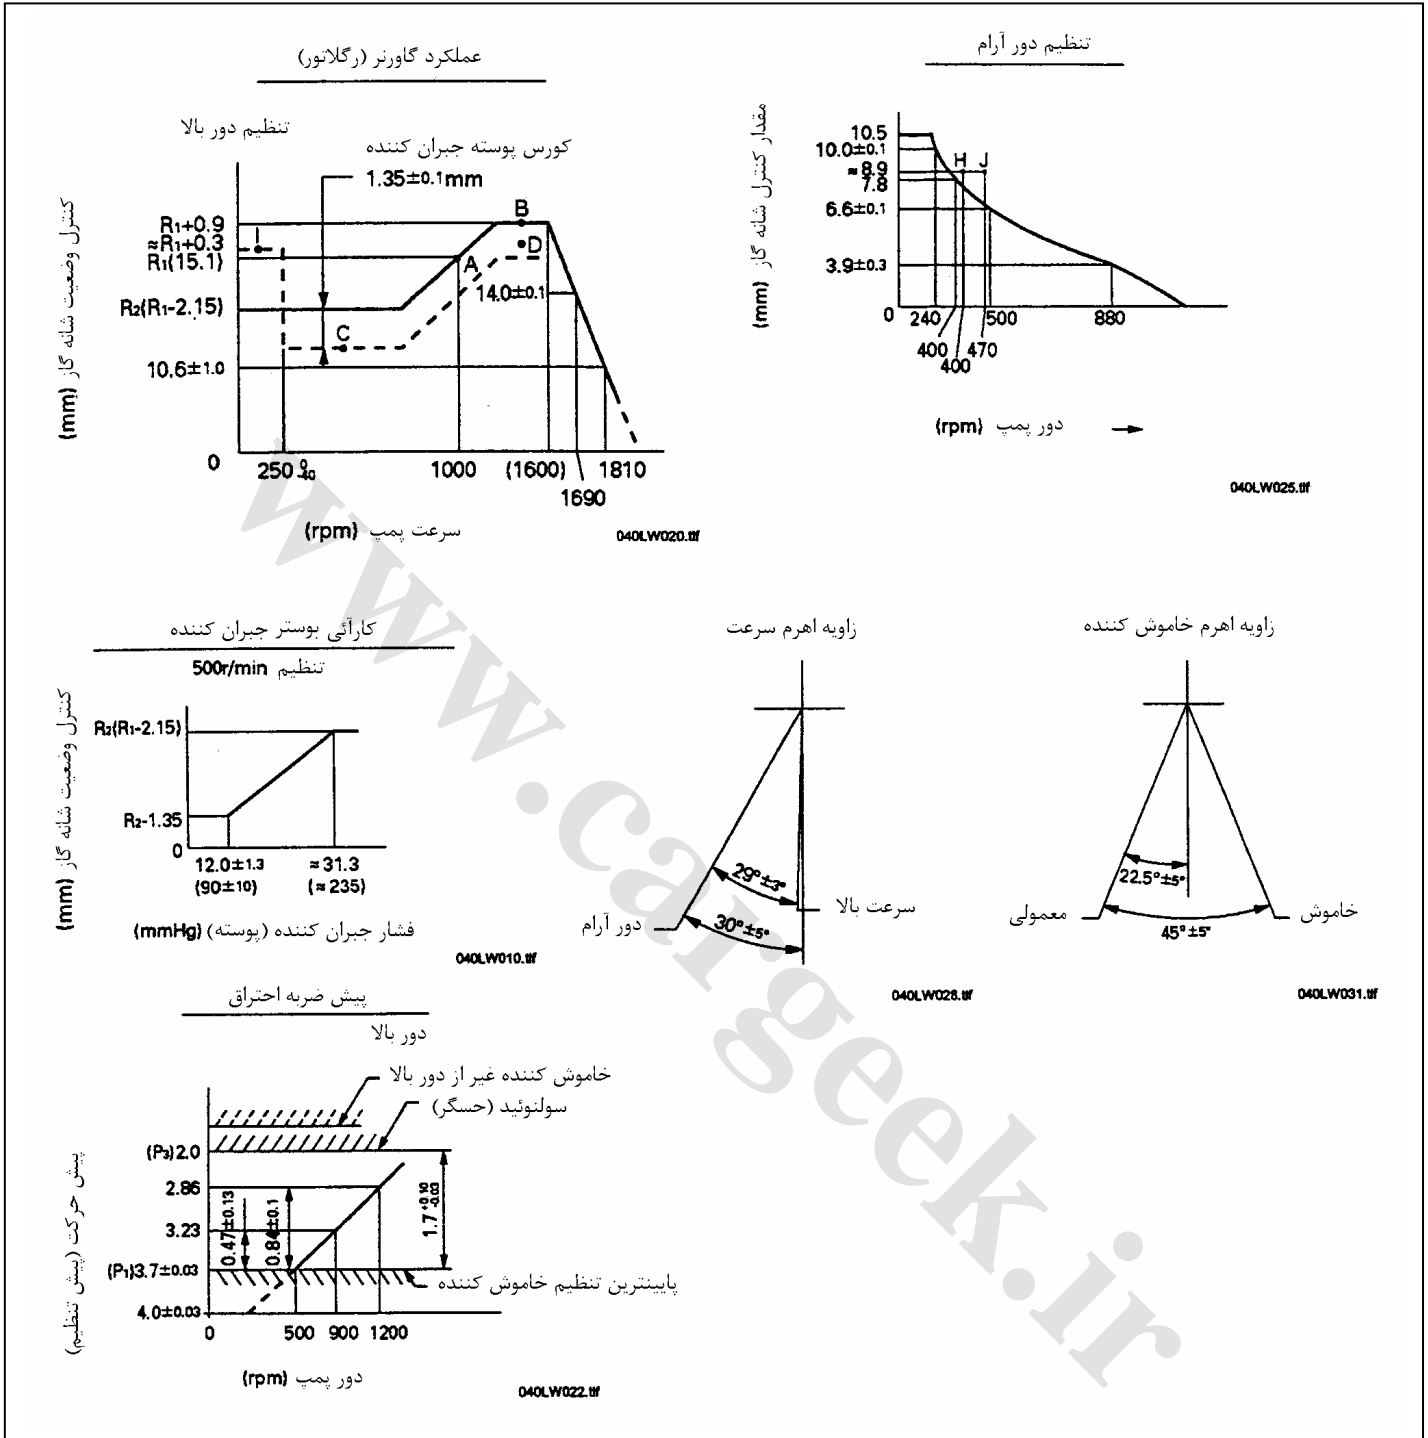 عملکرد گاورنر (رگلاتور)
تنظیم دور بالا
کورس پوسته جبران کننده
1.35±0.1mm
کنترل وضعیت شانه گاز (mm)
R1+0.9
≈R1+0.3
R1(15.1)
R2(R1-2.15)
10.6±1.0
0
I
A
B
C
D
14.0±0.1
250 0 -40
1000
(1600)
1810
1690
سرعت پمپ (rpm)
040LW020.tif
تنظیم دور آرام
مقدار کنترل شانه گاز (mm)
10.5
10.0±0.1
≈8.9
7.8
6.6±0.1
3.9±0.3
H
J
0
240
500
880
400
470
400
دور پمپ (rpm)
040LW025.tif
کارآئی بوستر جبران کننده
تنظیم 500r/min
کنترل وضعیت شانه گاز (mm)
R2(R1-2.15)
R2-1.35
0
12.0±1.3
(90±10)
≈31.3
(≈235)
فشار جبران کننده (پوسته) (mmHg)
040LW010.tif
زاویه اهرم سرعت
29°±3°
30°±5°
سرعت بالا
دور آرام
040LW028.tif
زاویه اهرم خاموش کننده
22.5°±5°
45°±5°
معمولی
خاموش
040LW031.tif
پیش ضربه احتراق
دور بالا
خاموش کننده غیر از دور بالا
سولنوئید (حسگر)
پیش حرکت (پیش تنظیم)
(P3)2.0
2.86
3.23
(P1)3.7±0.03
4.0±0.03
0.47±0.13
0.84±0.1
1.7 +0.10 -0.03
پایینترین تنظیم خاموش کننده
0
500
900
1200
دور پمپ (rpm)
040LW022.tif
www.cargeek.ir